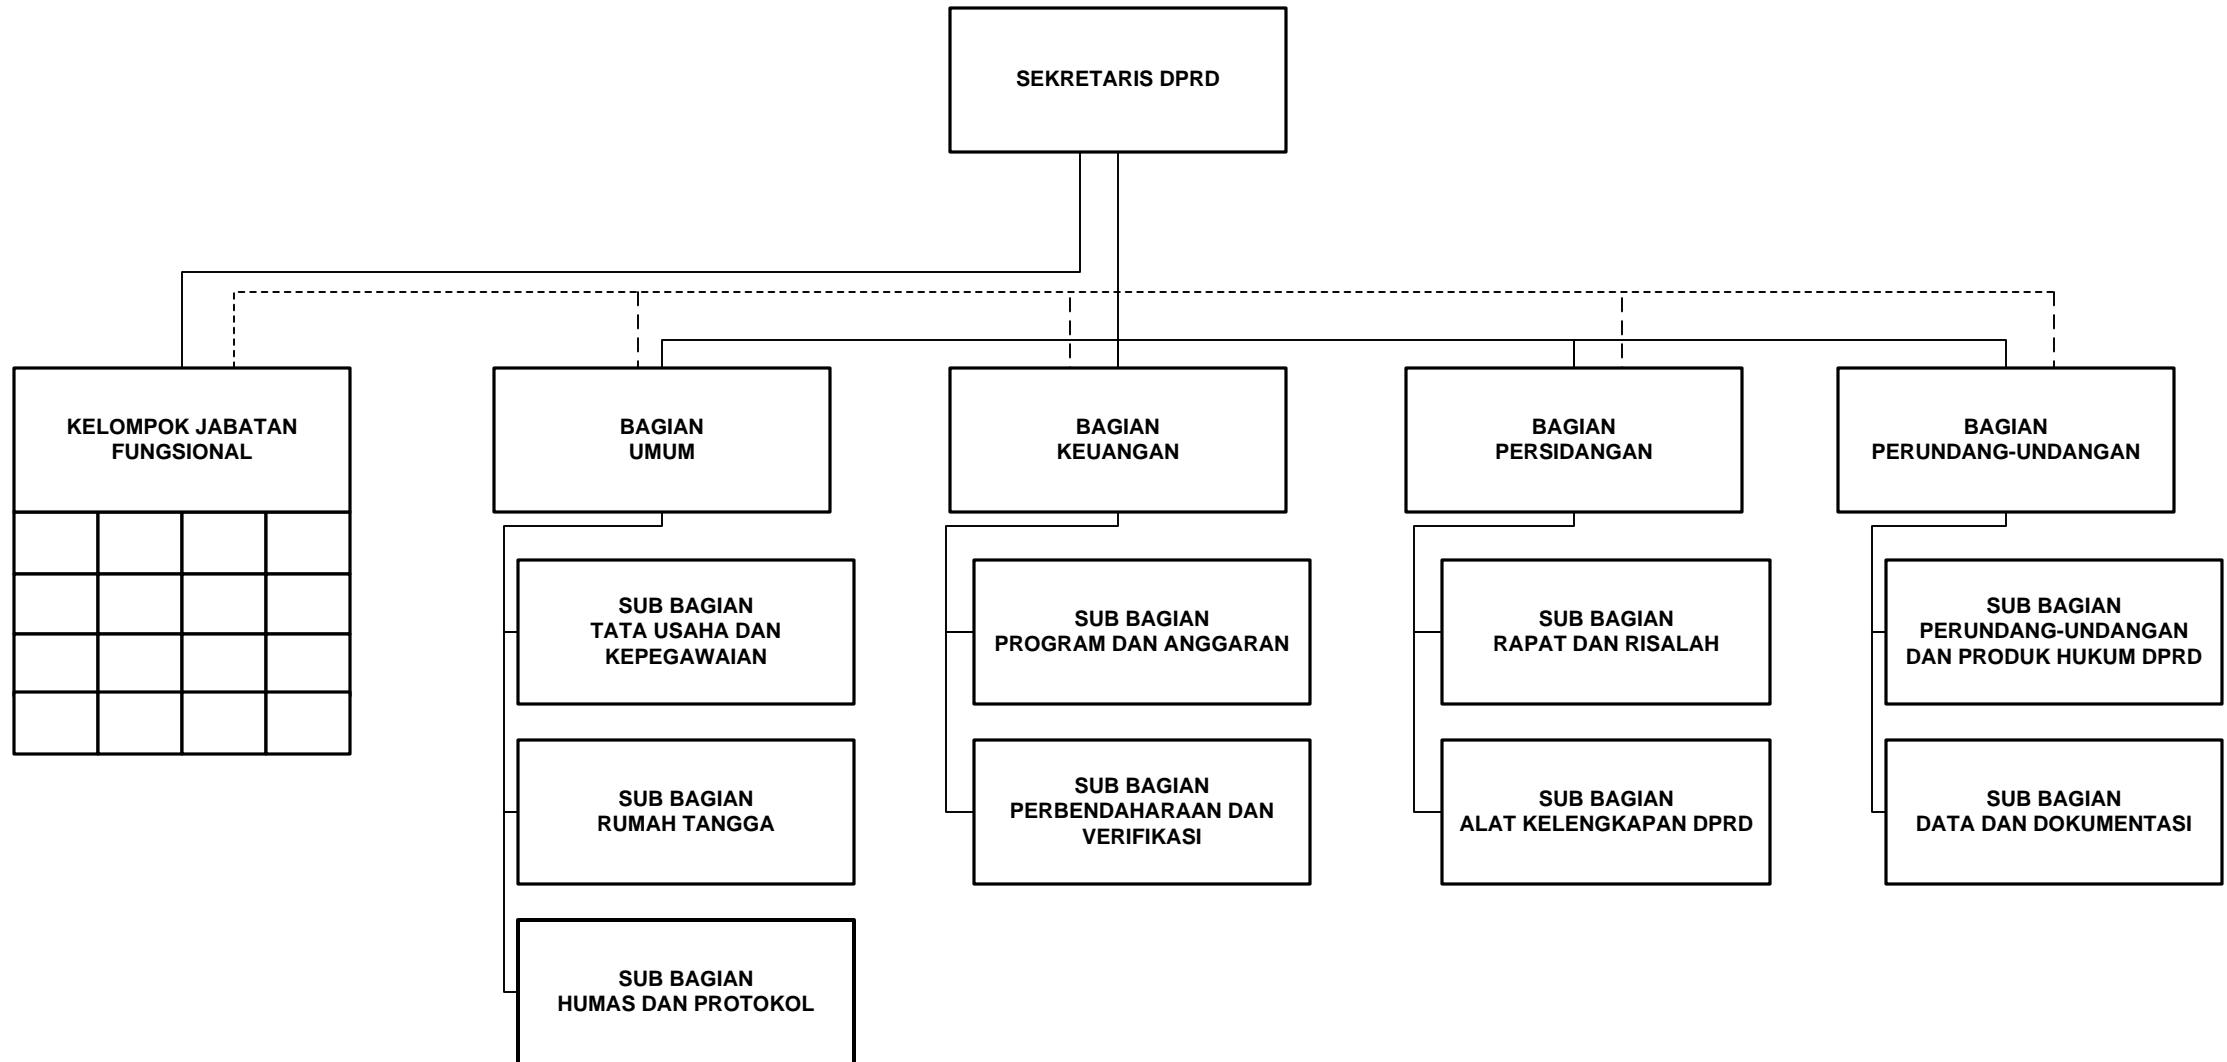 SEKRETARIS DPRD
KELOMPOK JABATAN
FUNGSIONAL
BAGIAN
UMUM
BAGIAN
KEUANGAN
BAGIAN
PERSIDANGAN
BAGIAN
PERUNDANG-UNDANGAN
SUB BAGIAN
TATA USAHA DAN
KEPEGAWAIAN
SUB BAGIAN
PROGRAM DAN ANGGARAN
SUB BAGIAN
RAPAT DAN RISALAH
SUB BAGIAN
PERUNDANG-UNDANGAN
DAN PRODUK HUKUM DPRD
SUB BAGIAN
RUMAH TANGGA
SUB BAGIAN
PERBENDAHARAAN DAN
VERIFIKASI
SUB BAGIAN
ALAT KELENGKAPAN DPRD
SUB BAGIAN
DATA DAN DOKUMENTASI
SUB BAGIAN
HUMAS DAN PROTOKOL